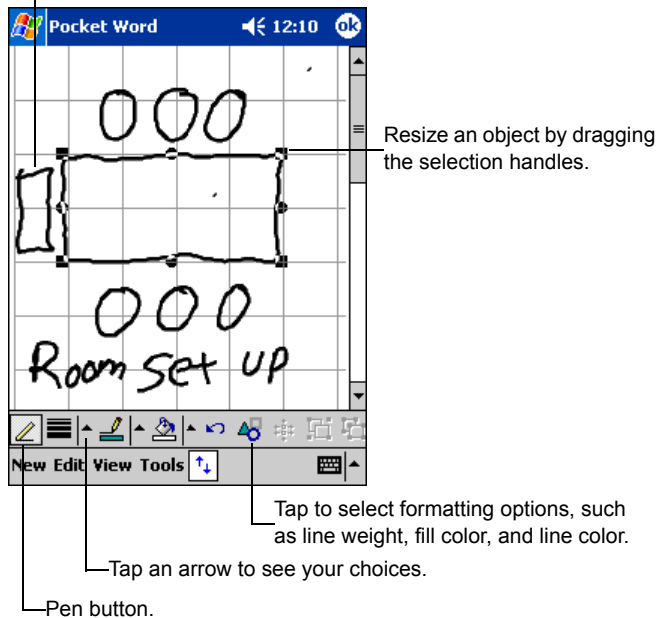 Pocket Word 12:10 ok
Resize an object by dragging
the selection handles.
Room set up
New Edit View Tools
Tap to select formatting options, such
as line weight, fill color, and line color.
Tap an arrow to see your choices.
Pen button.